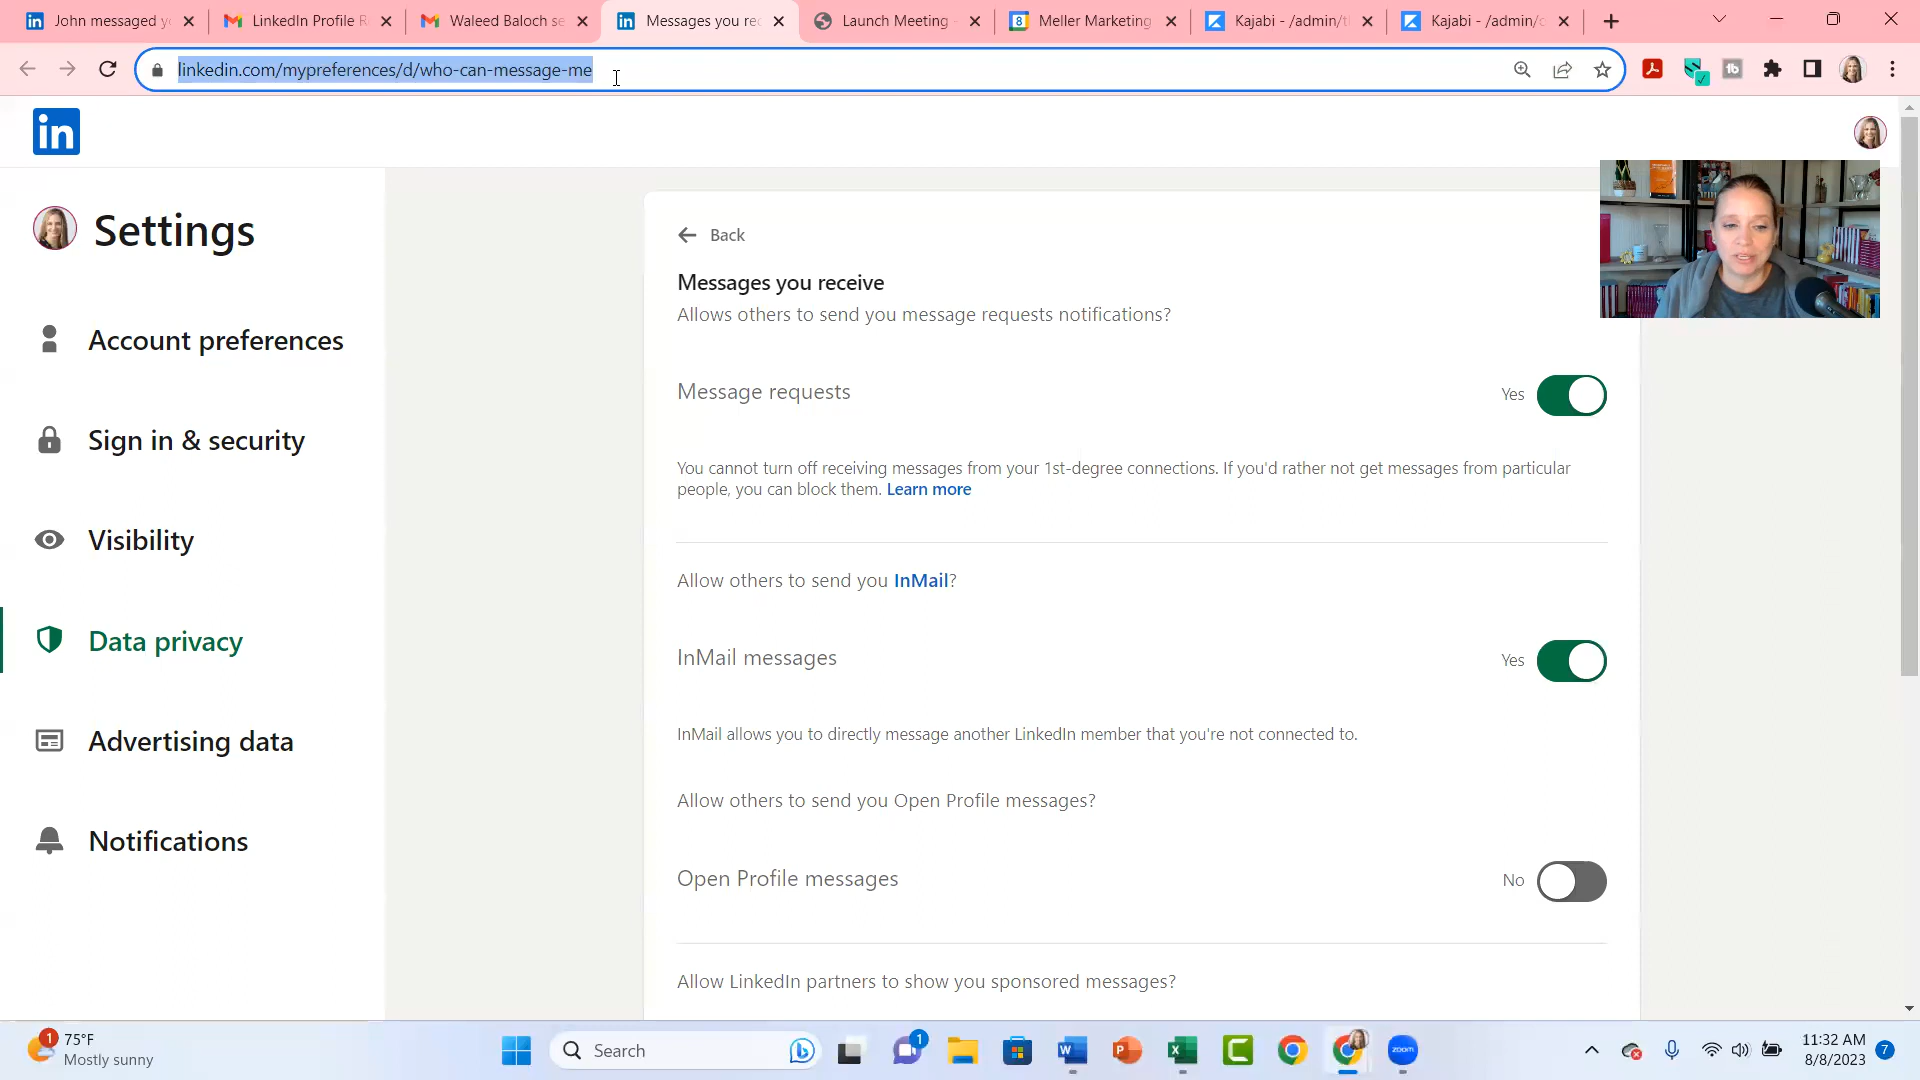 John messaged y
LinkedIn Profile R
Waleed Baloch se
Messages you rec
Launch Meeting -
Meller Marketing
Kajabi - /admin/t
Kajabi - /admin/c
linkedin.com/mypreferences/d/who-can-message-me
in
Settings
Account preferences
Sign in & security
Visibility
Data privacy
Advertising data
Notifications
Back
Messages you receive
Allows others to send you message requests notifications?
Message requests
Yes
You cannot turn off receiving messages from your 1st-degree connections. If you'd rather not get messages from particular
people, you can block them. Learn more
Allow others to send you InMail?
InMail messages
Yes
InMail allows you to directly message another LinkedIn member that you're not connected to.
Allow others to send you Open Profile messages?
Open Profile messages
No
Allow LinkedIn partners to show you sponsored messages?
1
75°F
Mostly sunny
Search
1
zoom
11:32 AM
8/8/2023
7